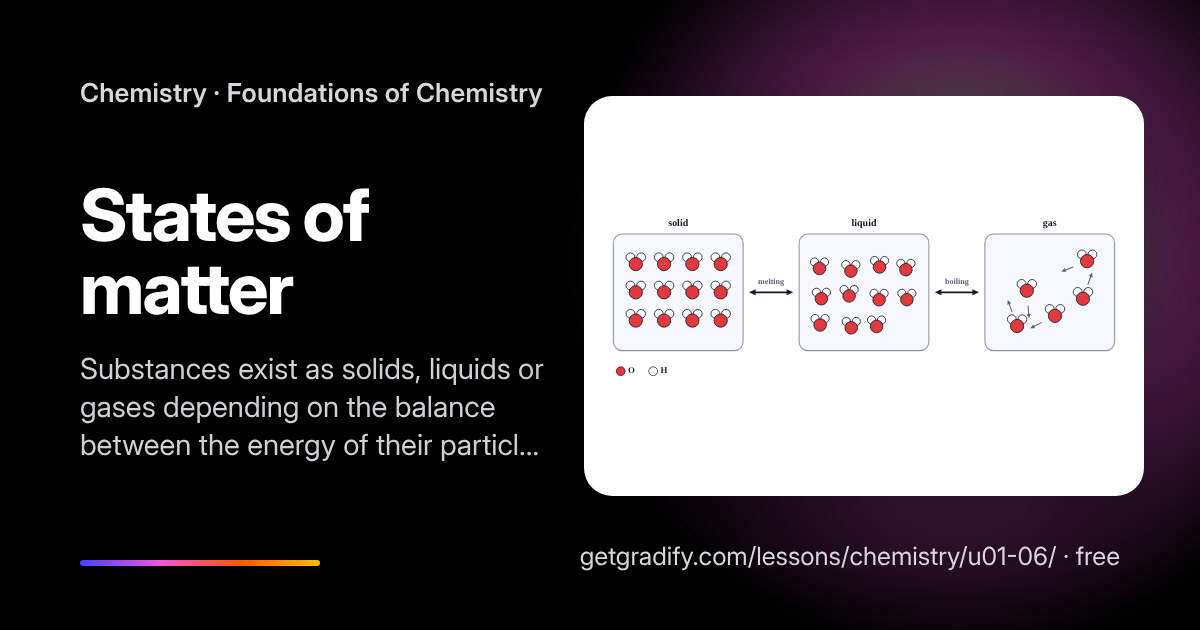 Chemistry · Foundations of Chemistry
States of
matter
Substances exist as solids, liquids or
gases depending on the balance
between the energy of their particl...
solid
liquid
gas
melting
boiling
O
H
getgradify.com/lessons/chemistry/u01-06/ · free